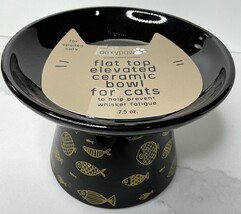 for spoiled
cats.
flat top
elevated
ceramic
bowl
for cats
to help prevent
whisker fatigue
7.5 oz.